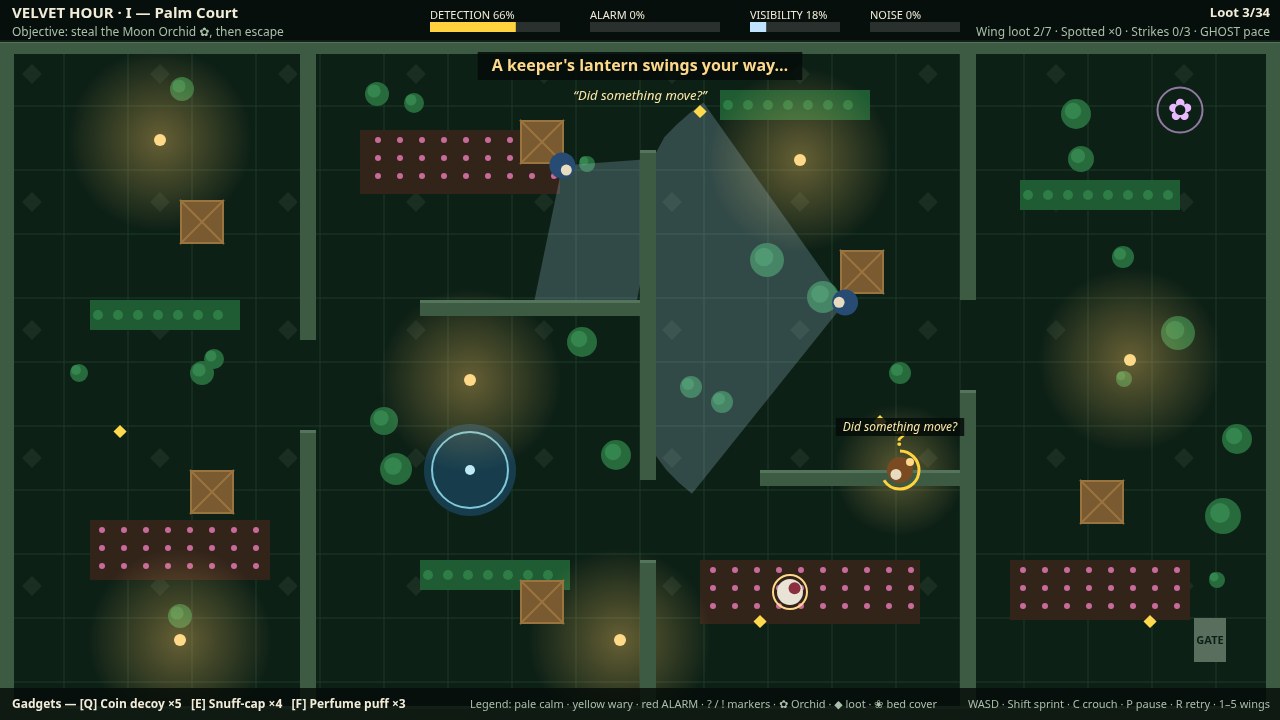 VELVET HOUR · I — Palm Court
Objective: steal the Moon Orchid ✿, then escape
DETECTION 66%
ALARM 0%
VISIBILITY 18%
NOISE 0%
Loot 3/34
Wing loot 2/7 · Spotted ×0 · Strikes 0/3 · GHOST pace
A keeper's lantern swings your way…
“Did something move?”
Did something move?
?
GATE
Gadgets — [Q] Coin decoy ×5 [E] Snuff-cap ×4 [F] Perfume puff ×3
Legend: pale calm · yellow wary · red ALARM · ? / ! markers · ✿ Orchid · ◆ loot · ❀ bed cover
WASD · Shift sprint · C crouch · P pause · R retry · 1–5 wings